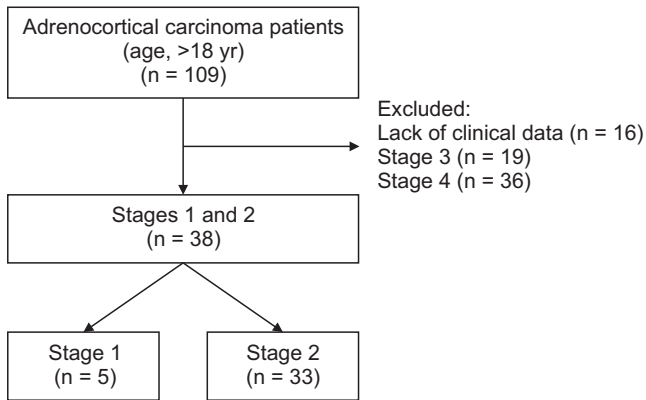 Adrenocortical carcinoma patients
(age, >18 yr)
(n = 109)
Excluded:
Lack of clinical data (n = 16)
Stage 3 (n = 19)
Stage 4 (n = 36)
Stages 1 and 2
(n = 38)
Stage 1
(n = 5)
Stage 2
(n = 33)